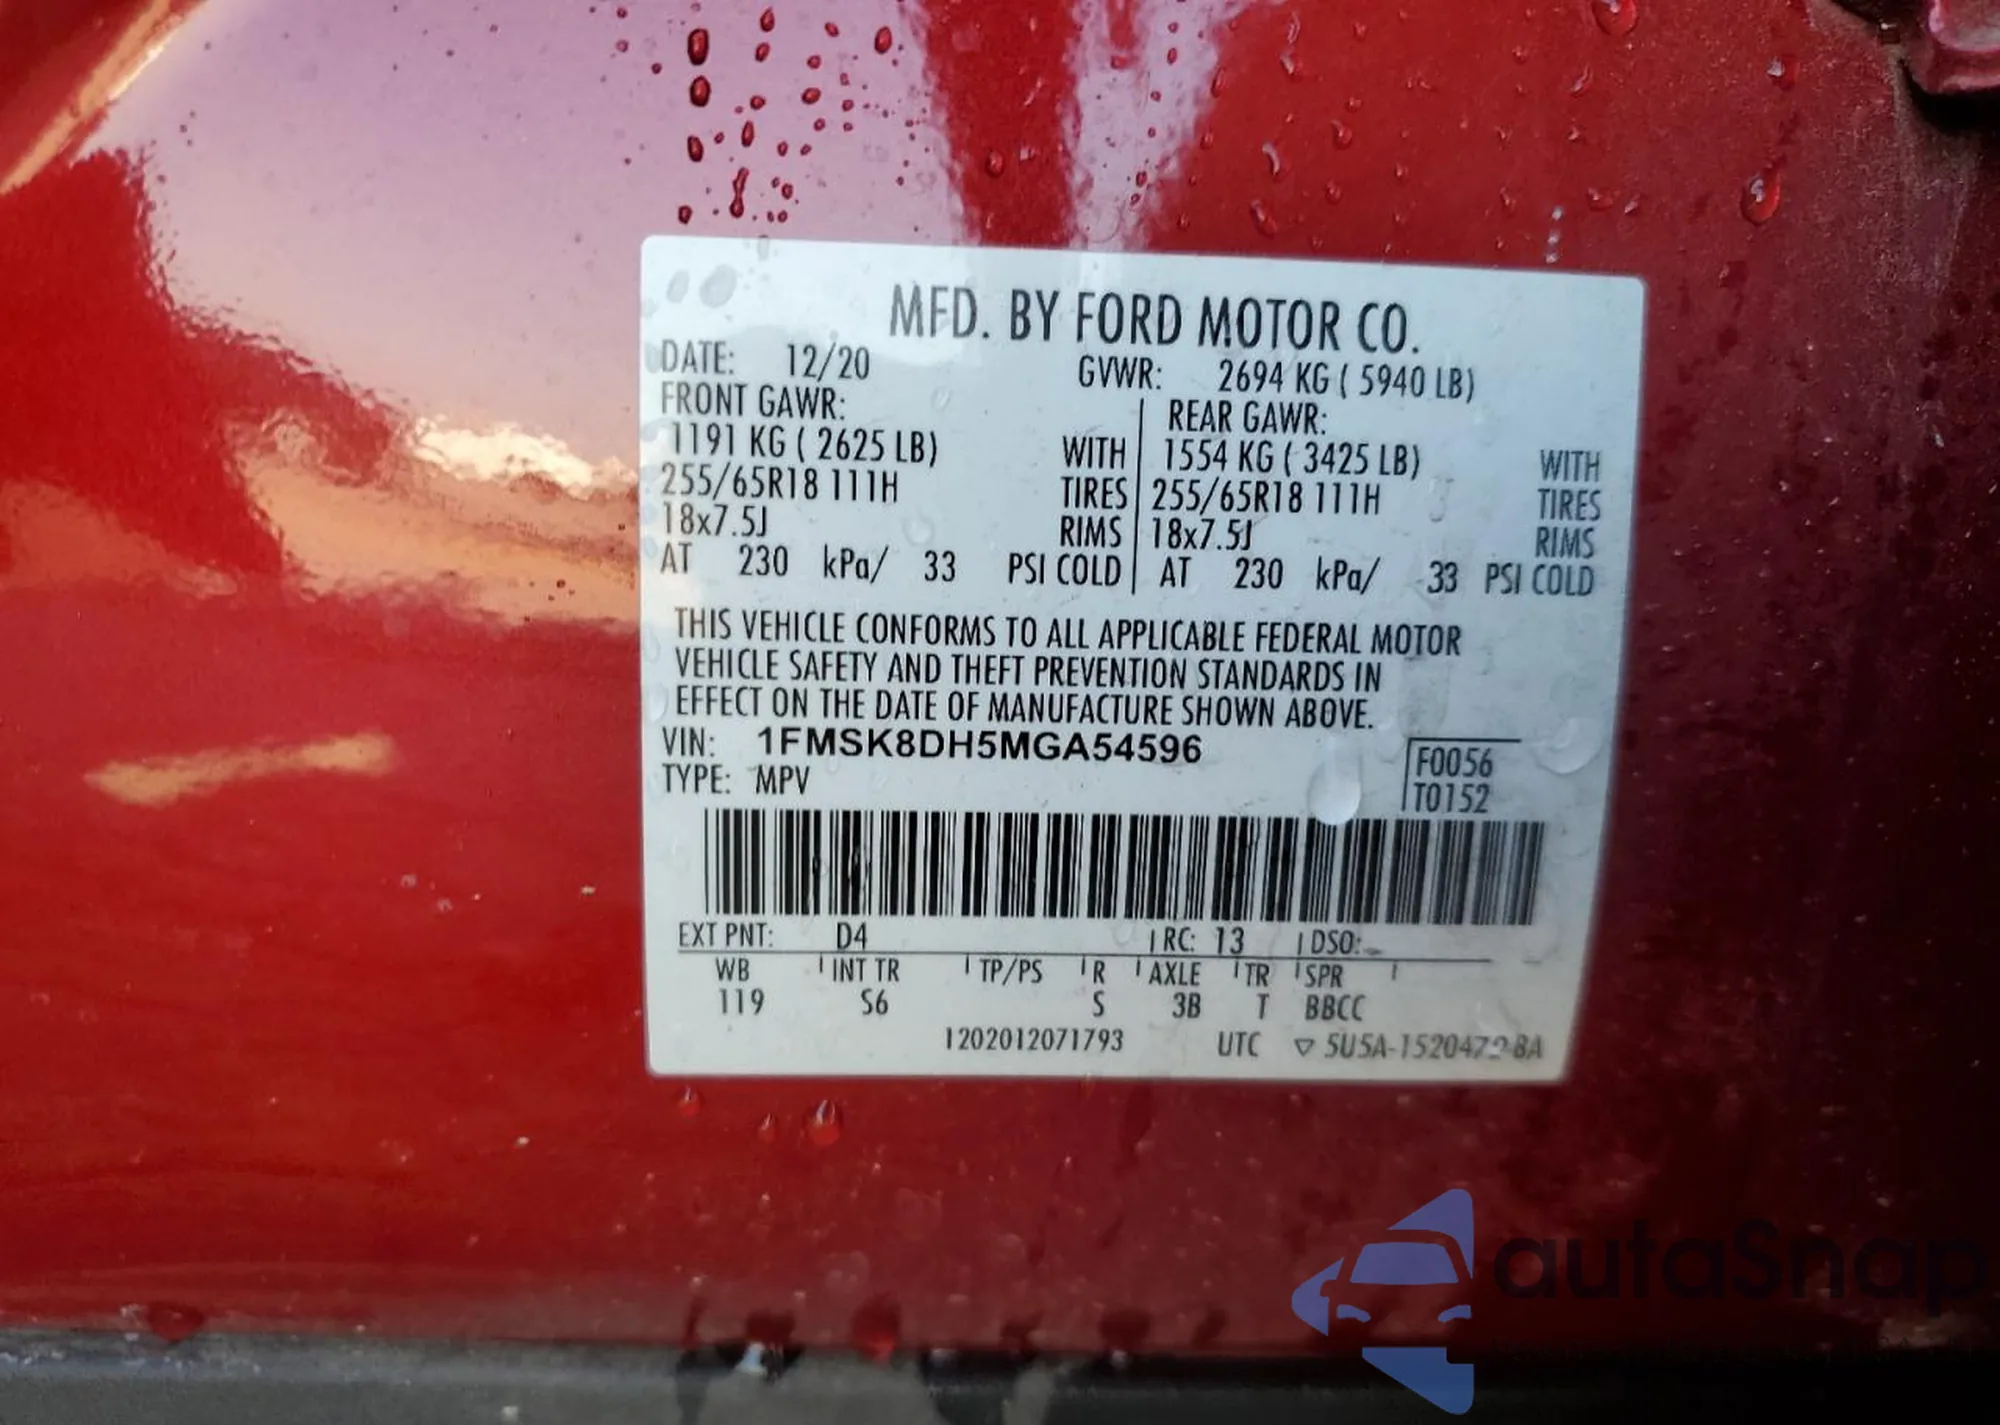 MFD. BY FORD MOTOR CO.
DATE: 12/20 GVWR: 2694 KG ( 5940 LB)
FRONT GAWR: REAR GAWR:
1191 KG ( 2625 LB) WITH 1554 KG ( 3425 LB) WITH
255/65R18 111H TIRES 255/65R18 111H TIRES
18x7.5J RIMS 18x7.5J RIMS
AT 230 kPa/ 33 PSI COLD AT 230 kPa/ 33 PSI COLD
THIS VEHICLE CONFORMS TO ALL APPLICABLE FEDERAL MOTOR
VEHICLE SAFETY AND THEFT PREVENTION STANDARDS IN
EFFECT ON THE DATE OF MANUFACTURE SHOWN ABOVE.
VIN: 1FMSK8DH5MGA54596 F0056
TYPE: MPV T0152
EXT PNT: D4 RC: 13 DSO:
WB INT TR TP/PS R AXLE TR SPR
119 S6 S 3B T BBCC
1202012071793 UTC ▽
autoSnap